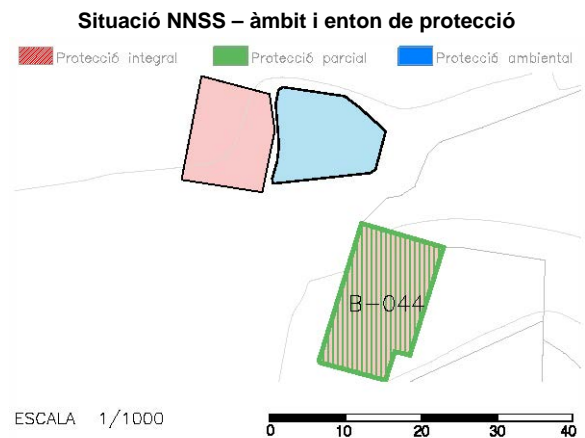 Situació NNSS – àmbit i enton de protecció
Protecció integral Protecció parcial Protecció ambiental
B-044
ESCALA 1/1000
0 10 20 30 40